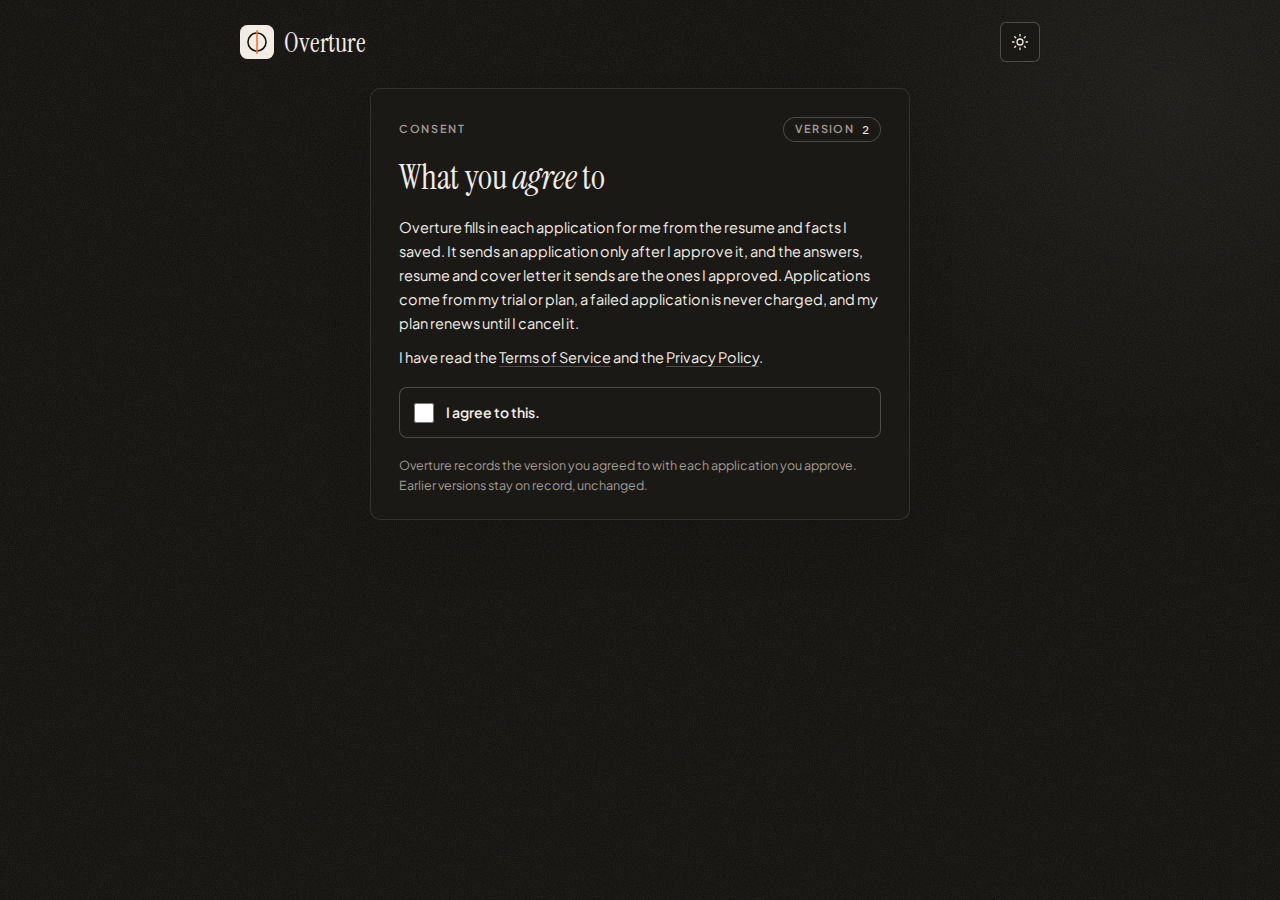 Overture
CONSENT
VERSION 2
What you agree to
Overture fills in each application for me from the resume and facts I
saved. It sends an application only after I approve it, and the answers,
resume and cover letter it sends are the ones I approved. Applications
come from my trial or plan, a failed application is never charged, and my
plan renews until I cancel it.
I have read the Terms of Service and the Privacy Policy.
I agree to this.
Overture records the version you agreed to with each application you approve.
Earlier versions stay on record, unchanged.